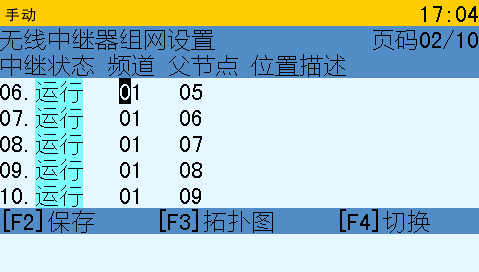 手动 17:04
无线中继器组网设置 页码02/10
中继状态 频道 父节点 位置描述
06.运行 01 05
07.运行 01 06
08.运行 01 07
09.运行 01 08
10.运行 01 09
[F2]保存 [F3]拓扑图 [F4]切换